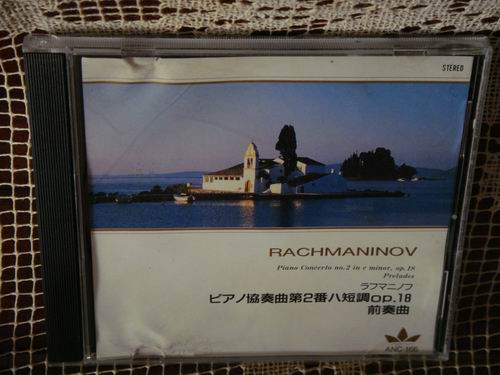 STEREO
RACHMANINOV
Piano Concerto no.2 in c minor, op.18
Preludes
ラフマニノフ
ピアノ協奏曲第2番ハ短調op.18
前奏曲
ANC-166